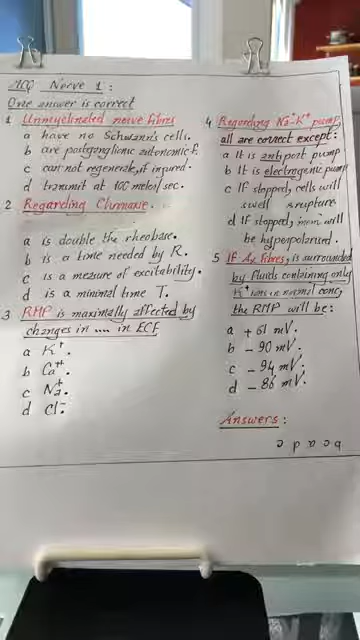 MCQ Nerve 1:
One answer is correct
1 Unmyelinated nerve fibres
a have no Schwann's cells.
b are postganglionic autonomic f.
c can not regenerate, if injured.
d transmit at 100 meter/sec.
2 Regarding Chronaxie.
a is double the rheobase.
b is a time needed by R.
c is a measure of excitability.
d is a minimal time T.
3 RMP is maximally affected by
changes in .... in ECF
a K+.
b Ca++.
c Na+.
d Cl-.
4 Regarding Na+-K+ pump,
all are correct except:
a It is antiport pump
b It is electrogenic pump
c If stopped, cells will
swell & rupture.
d If stopped, mem will
be hyperpolarised.
5 If fibres, is surrounded
by fluids containing only
K+ ions in normal conc,
the RMP will be:
a +61 mV.
b -90 mV.
c -94 mV.
d -86 mV.
Answers:
b c a d c